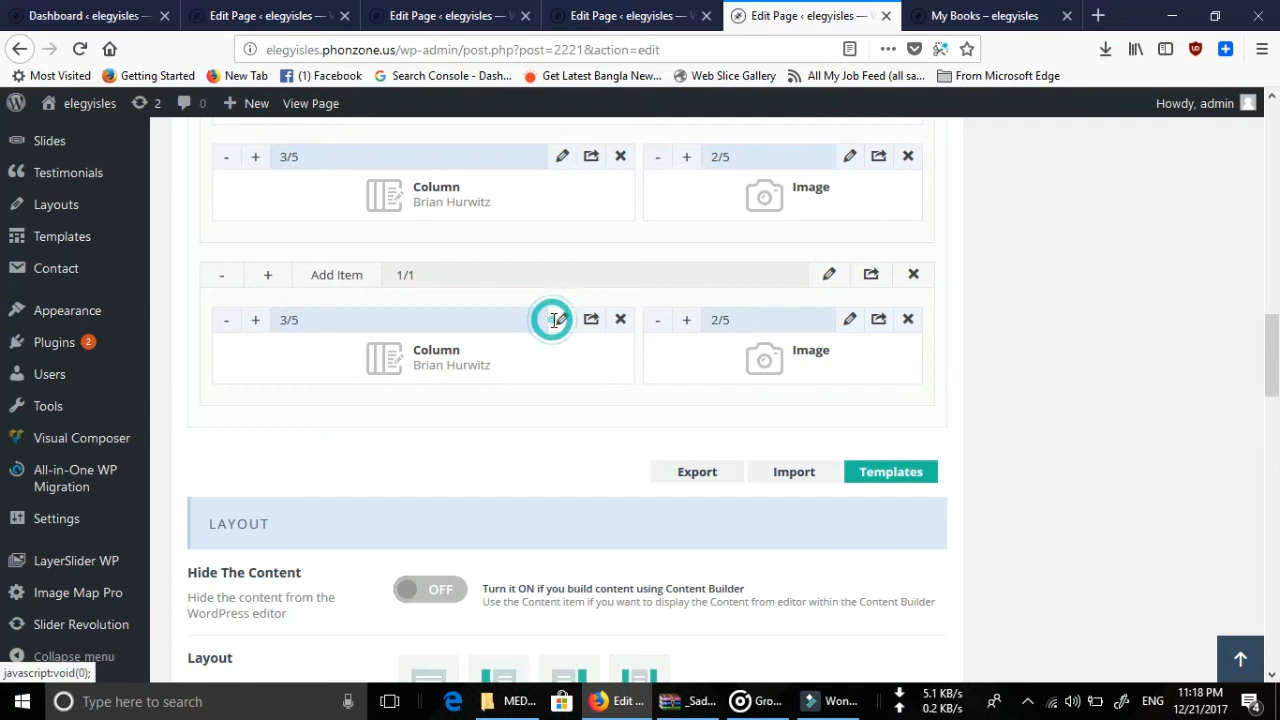 Dashboard ‹ elegyisles.c
Edit Page ‹ elegyisles —
Edit Page ‹ elegyisles —
Edit Page ‹ elegyisles —
Edit Page ‹ elegyisles —
My Books – elegyisles
elegyisles.phonzone.us/wp-admin/post.php?post=2221&action=edit
Most Visited
Getting Started
New Tab
(1) Facebook
Search Console - Dash...
Get Latest Bangla New...
Web Slice Gallery
All My Job Feed (all sa...
From Microsoft Edge
elegyisles
2
0
New
View Page
Howdy, admin
Slides
Testimonials
Layouts
Templates
Contact
Appearance
Plugins 2
Users
Tools
Visual Composer
All-in-One WP
Migration
Settings
LayerSlider WP
Image Map Pro
Slider Revolution
Collapse menu
- + 3/5
- + 2/5
Column
Brian Hurwitz
Image
- + Add Item 1/1
- + 3/5
- + 2/5
Column
Brian Hurwitz
Image
Export
Import
Templates
LAYOUT
Hide The Content
Hide the content from the
WordPress editor
OFF
Turn it ON if you build content using Content Builder
Use the Content item if you want to display the Content from editor within the Content Builder
Layout
javascript:void(0);
Type here to search
MED...
Edit ...
_Sad...
Gro...
Won...
5.1 KB/s
0.2 KB/s
ENG
11:18 PM
12/21/2017
4